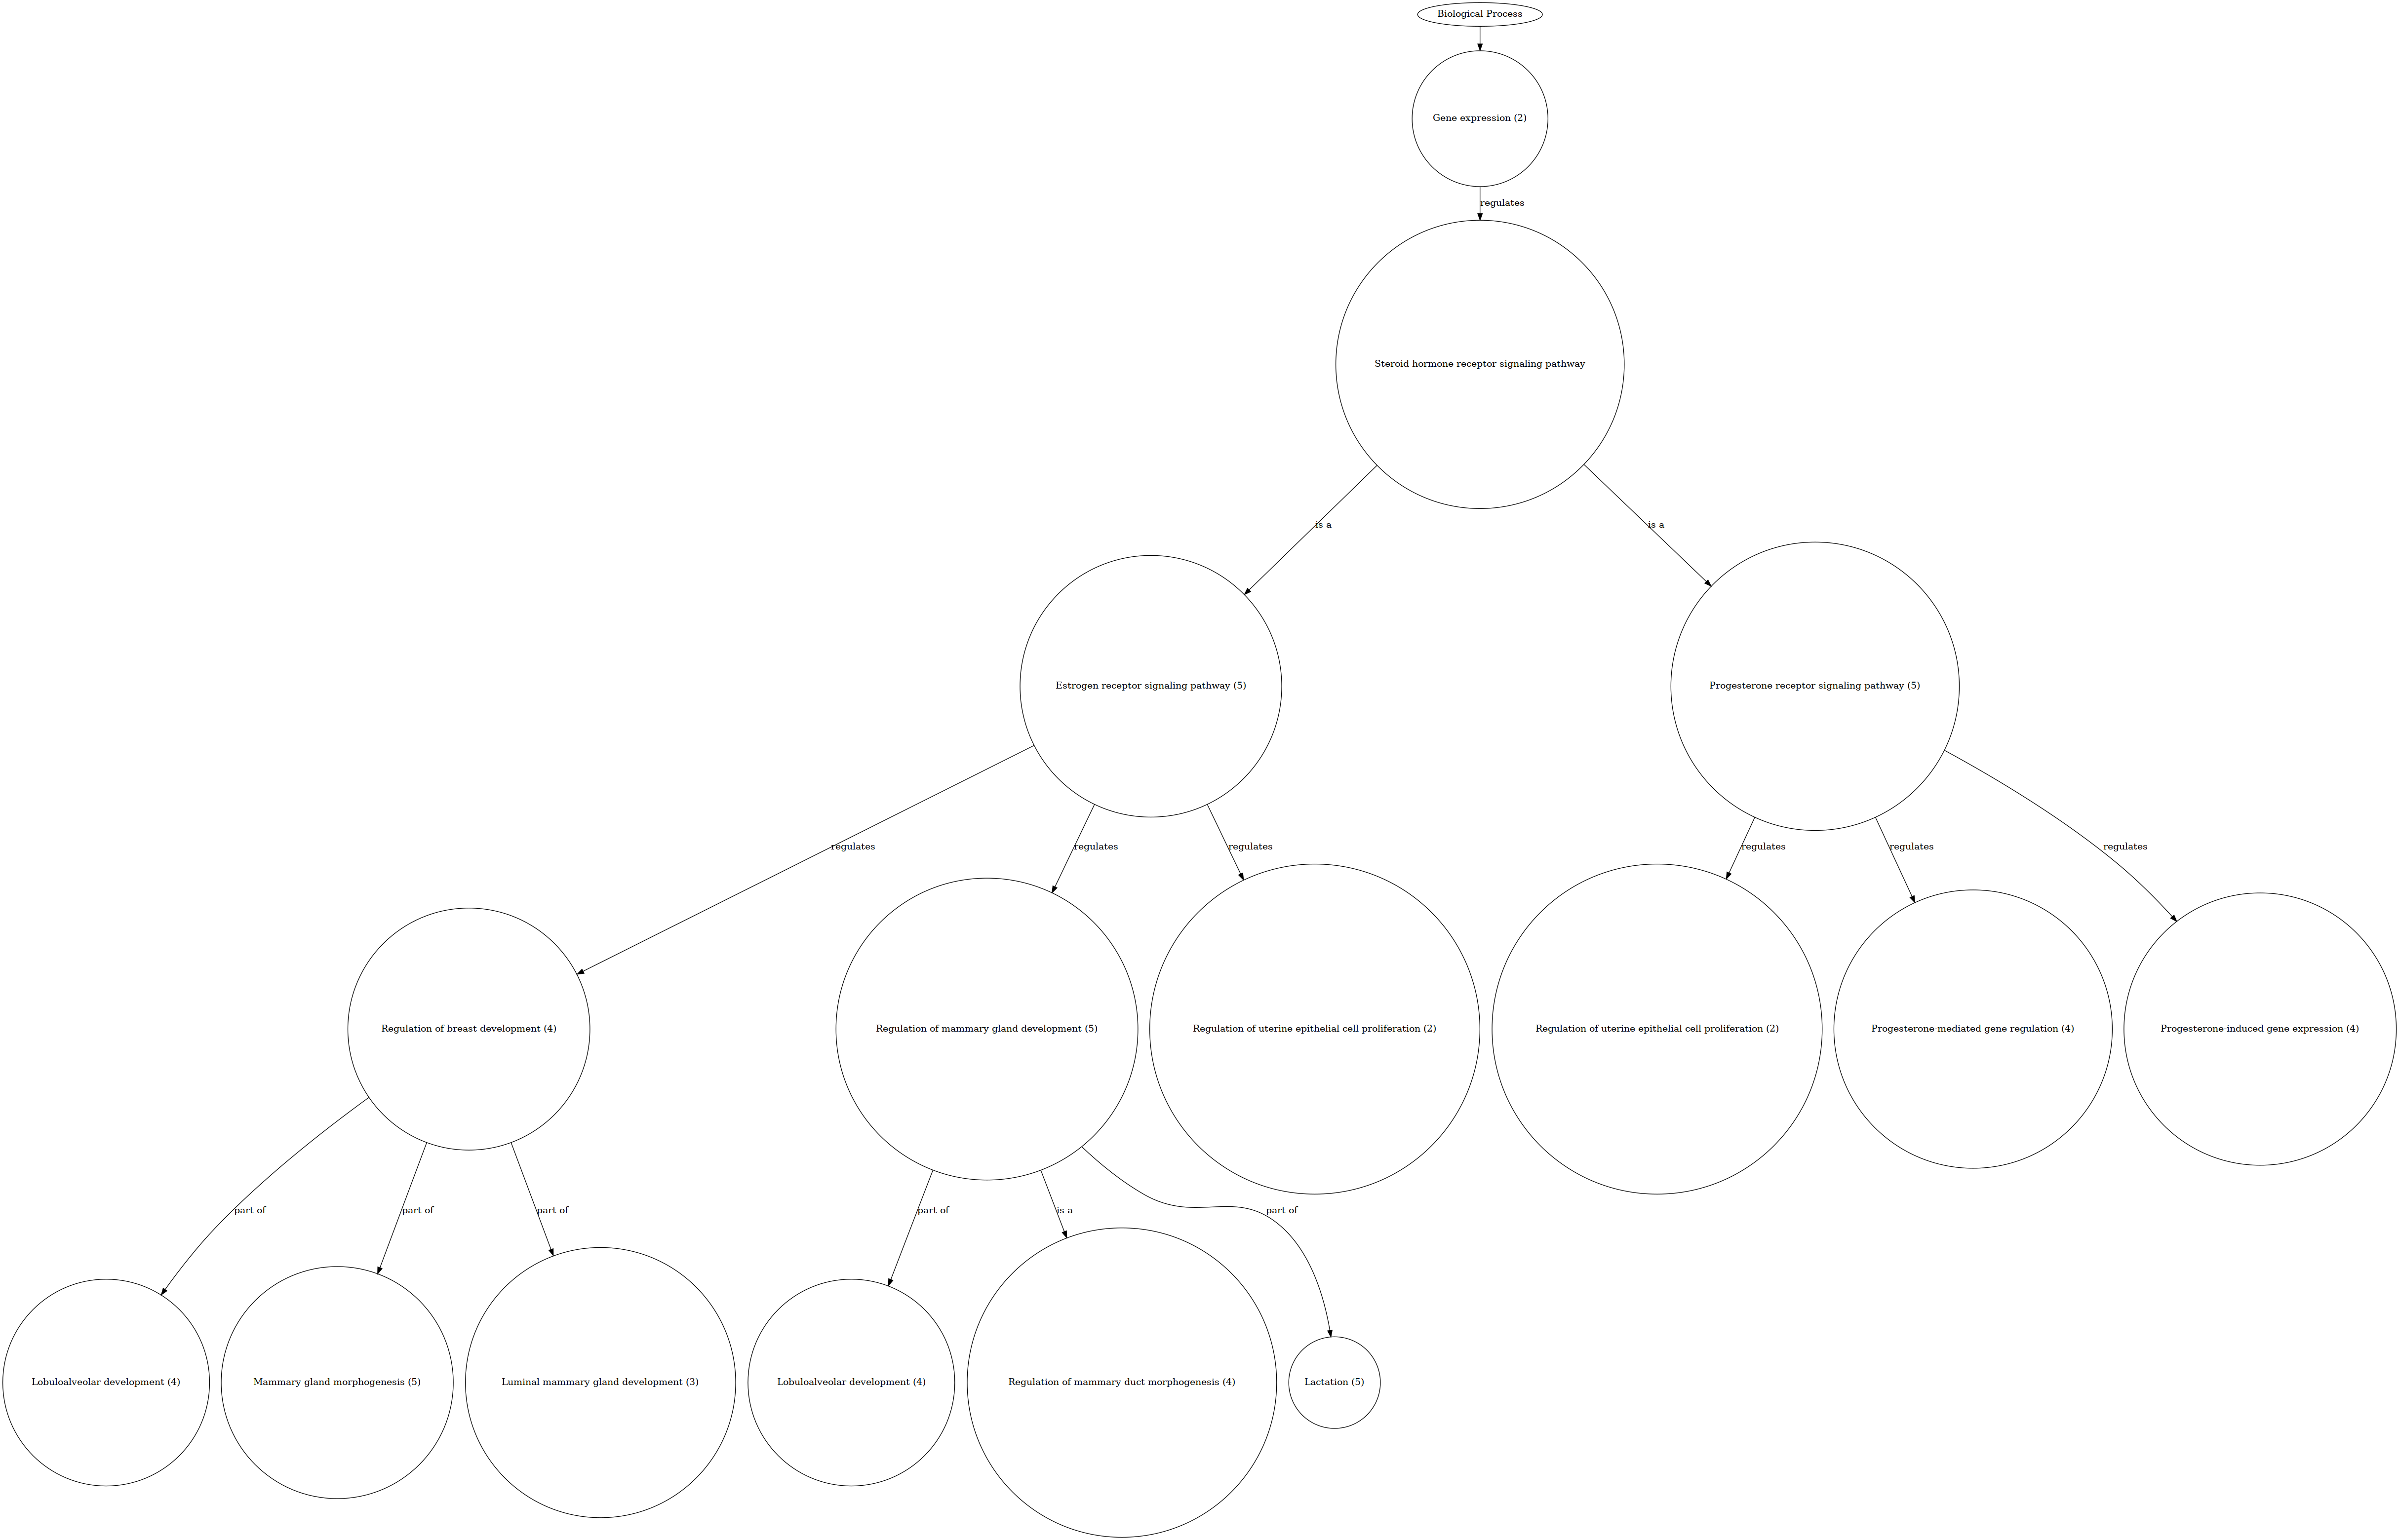 Biological Process
Gene expression (2)
regulates
Steroid hormone receptor signaling pathway
is a
is a
Estrogen receptor signaling pathway (5)
Progesterone receptor signaling pathway (5)
regulates
regulates
regulates
regulates
regulates
regulates
Regulation of breast development (4)
Regulation of mammary gland development (5)
Regulation of uterine epithelial cell proliferation (2)
Regulation of uterine epithelial cell proliferation (2)
Progesterone-mediated gene regulation (4)
Progesterone-induced gene expression (4)
part of
part of
part of
part of
is a
part of
Lobuloalveolar development (4)
Mammary gland morphogenesis (5)
Luminal mammary gland development (3)
Lobuloalveolar development (4)
Regulation of mammary duct morphogenesis (4)
Lactation (5)